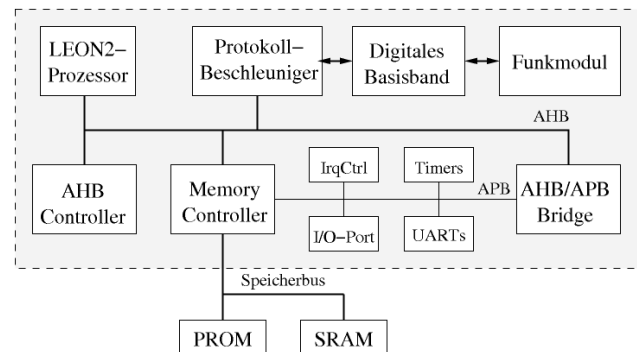 LEON2−
Prozessor
Protokoll−
Beschleuniger
Digitales
Basisband
Funkmodul
AHB
AHB
Controller
Memory
Controller
IrqCtrl
Timers
APB
I/O−Port
UARTs
AHB/APB
Bridge
Speicherbus
PROM
SRAM